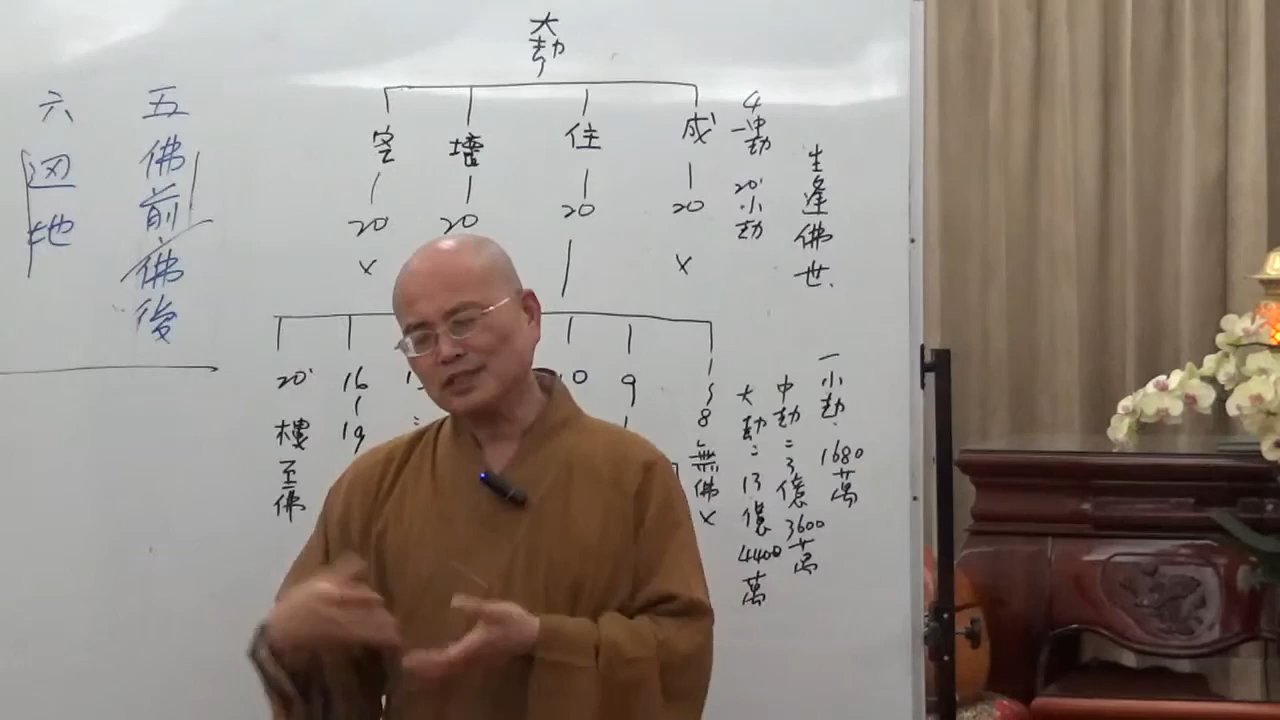 大劫
生逢佛世.
4中劫
20小劫
成 住 壞 空
20 20 20 20
x x
一小劫. 1680萬
中劫=3億3600萬
大劫=13億4400萬
1
8
無佛x
9
10
16
19
20
樓至佛
五佛前佛後
六
地